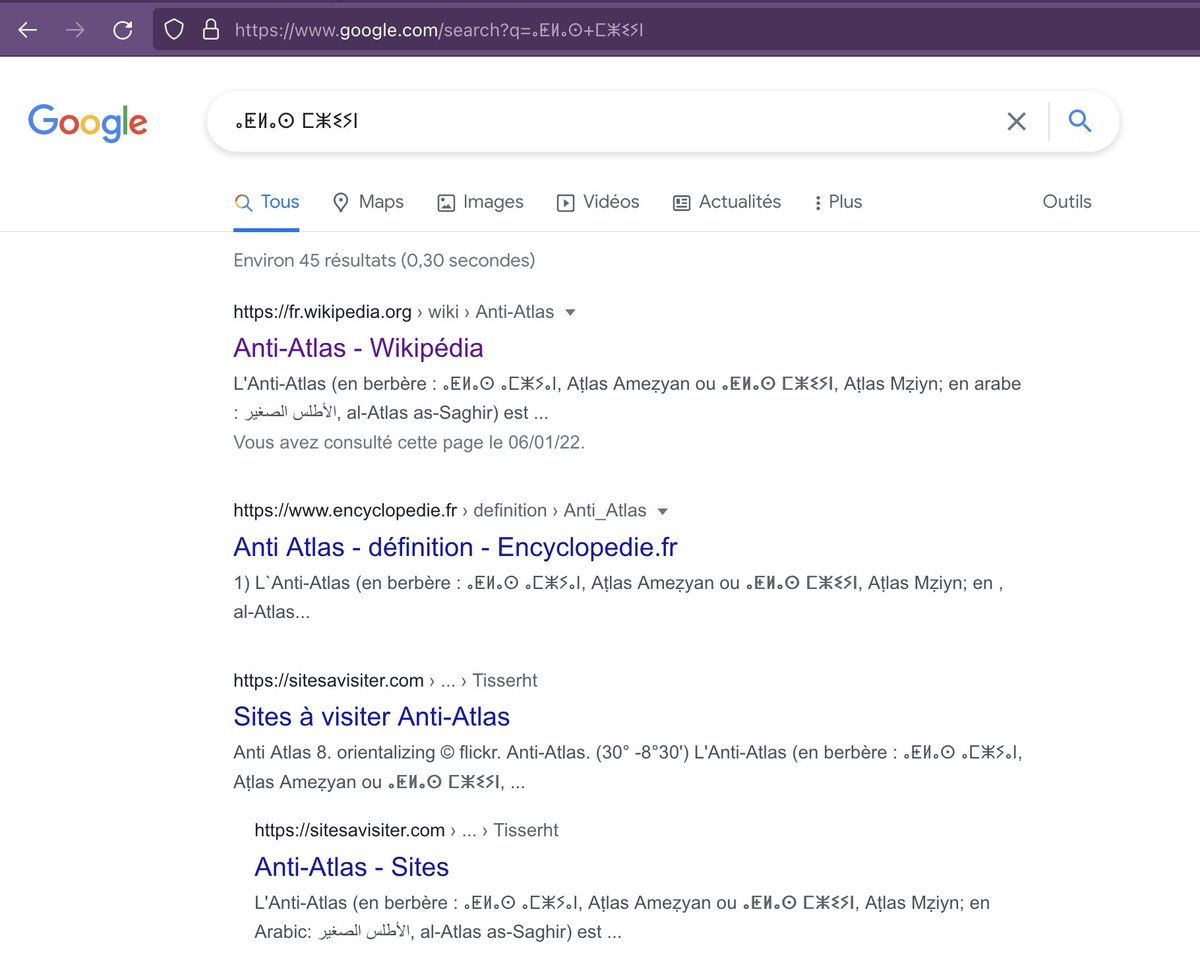 https://www.google.com/search?q=ⴰⵟⵍⴰⵙ+ⵎⵥⵉⵢⵏ
Google
ⴰⵟⵍⴰⵙ ⵎⵥⵉⵢⵏ
Tous Maps Images Vidéos Actualités Plus Outils
Environ 45 résultats (0,30 secondes)
https://fr.wikipedia.org › wiki › Anti-Atlas
Anti-Atlas - Wikipédia
L'Anti-Atlas (en berbère : ⴰⵟⵍⴰⵙ ⴰⵎⵥⵢⴰⵏ, Aṭlas Ameẓyan ou ⴰⵟⵍⴰⵙ ⵎⵥⵉⵢⵏ, Aṭlas Mẓiyn; en arabe
: الأطلس الصغير, al-Atlas as-Saghir) est ...
Vous avez consulté cette page le 06/01/22.
https://www.encyclopedie.fr › definition › Anti_Atlas
Anti Atlas - définition - Encyclopedie.fr
1) L`Anti-Atlas (en berbère : ⴰⵟⵍⴰⵙ ⴰⵎⵥⵢⴰⵏ, Aṭlas Ameẓyan ou ⴰⵟⵍⴰⵙ ⵎⵥⵉⵢⵏ, Aṭlas Mẓiyn; en ,
al-Atlas...
https://sitesavisiter.com › ... › Tisserht
Sites à visiter Anti-Atlas
Anti Atlas 8. orientalizing © flickr. Anti-Atlas. (30° -8°30') L'Anti-Atlas (en berbère : ⴰⵟⵍⴰⵙ ⴰⵎⵥⵢⴰⵏ,
Aṭlas Ameẓyan ou ⴰⵟⵍⴰⵙ ⵎⵥⵉⵢⵏ, ...
https://sitesavisiter.com › ... › Tisserht
Anti-Atlas - Sites
L'Anti-Atlas (en berbère : ⴰⵟⵍⴰⵙ ⴰⵎⵥⵢⴰⵏ, Aṭlas Ameẓyan ou ⴰⵟⵍⴰⵙ ⵎⵥⵉⵢⵏ, Aṭlas Mẓiyn; en
Arabic: الأطلس الصغير, al-Atlas as-Saghir) est ...